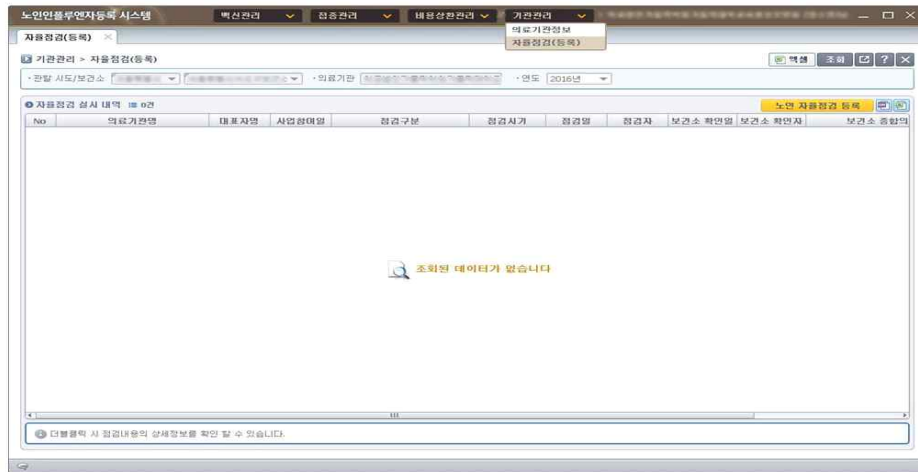 노인인플루엔자등록 시스템 백신관리 접종관리 비용상환관리 기관관리
의료기관정보
자율점검(등록)
자율점검(등록)
기관관리 > 자율점검(등록) 엑셀 조회 ?
·관할 시도/보건소 ·의료기관 ·연도 2016년
자율점검 실시 내역 0건 노인 자율점검 등록
No 의료기관명 대표자명 사업참여일 점검구분 점검시기 점검일 점검자 보건소 확인일 보건소 확인자 보건소 종합의
조회된 데이터가 없습니다
더블클릭 시 점검내용의 상세정보를 확인 할 수 있습니다.